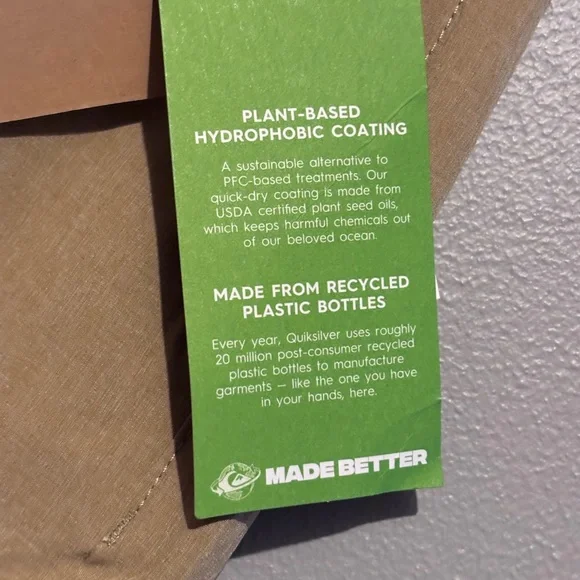 PLANT-BASED
HYDROPHOBIC COATING
A sustainable alternative to
PFC-based treatments. Our
quick-dry coating is made from
USDA certified plant seed oils,
which keeps harmful chemicals out
of our beloved ocean.
MADE FROM RECYCLED
PLASTIC BOTTLES
Every year, Quiksilver uses roughly
20 million post-consumer recycled
plastic bottles to manufacture
garments — like the one you have
in your hands, here.
MADE BETTER